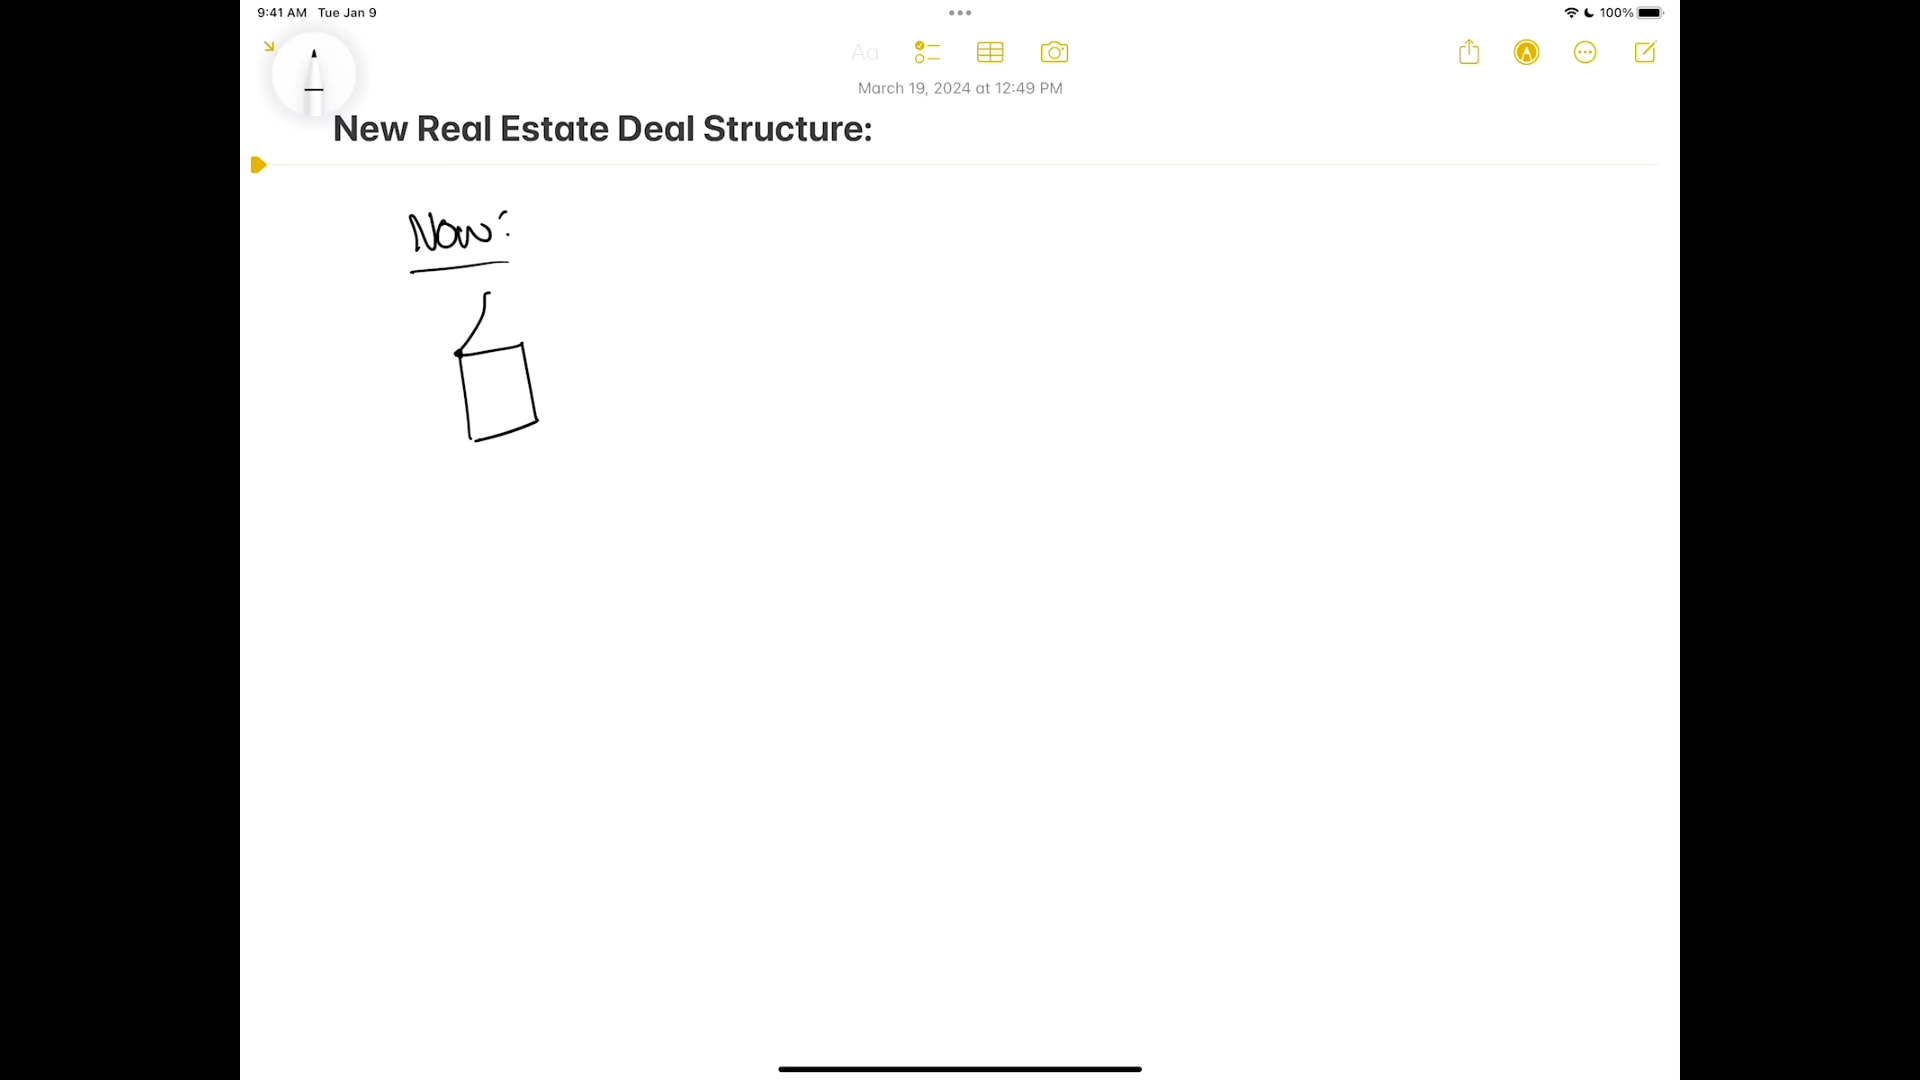 9:41 AM Tue Jan 9
100%
Aa
March 19, 2024 at 12:49 PM
New Real Estate Deal Structure:
Now: